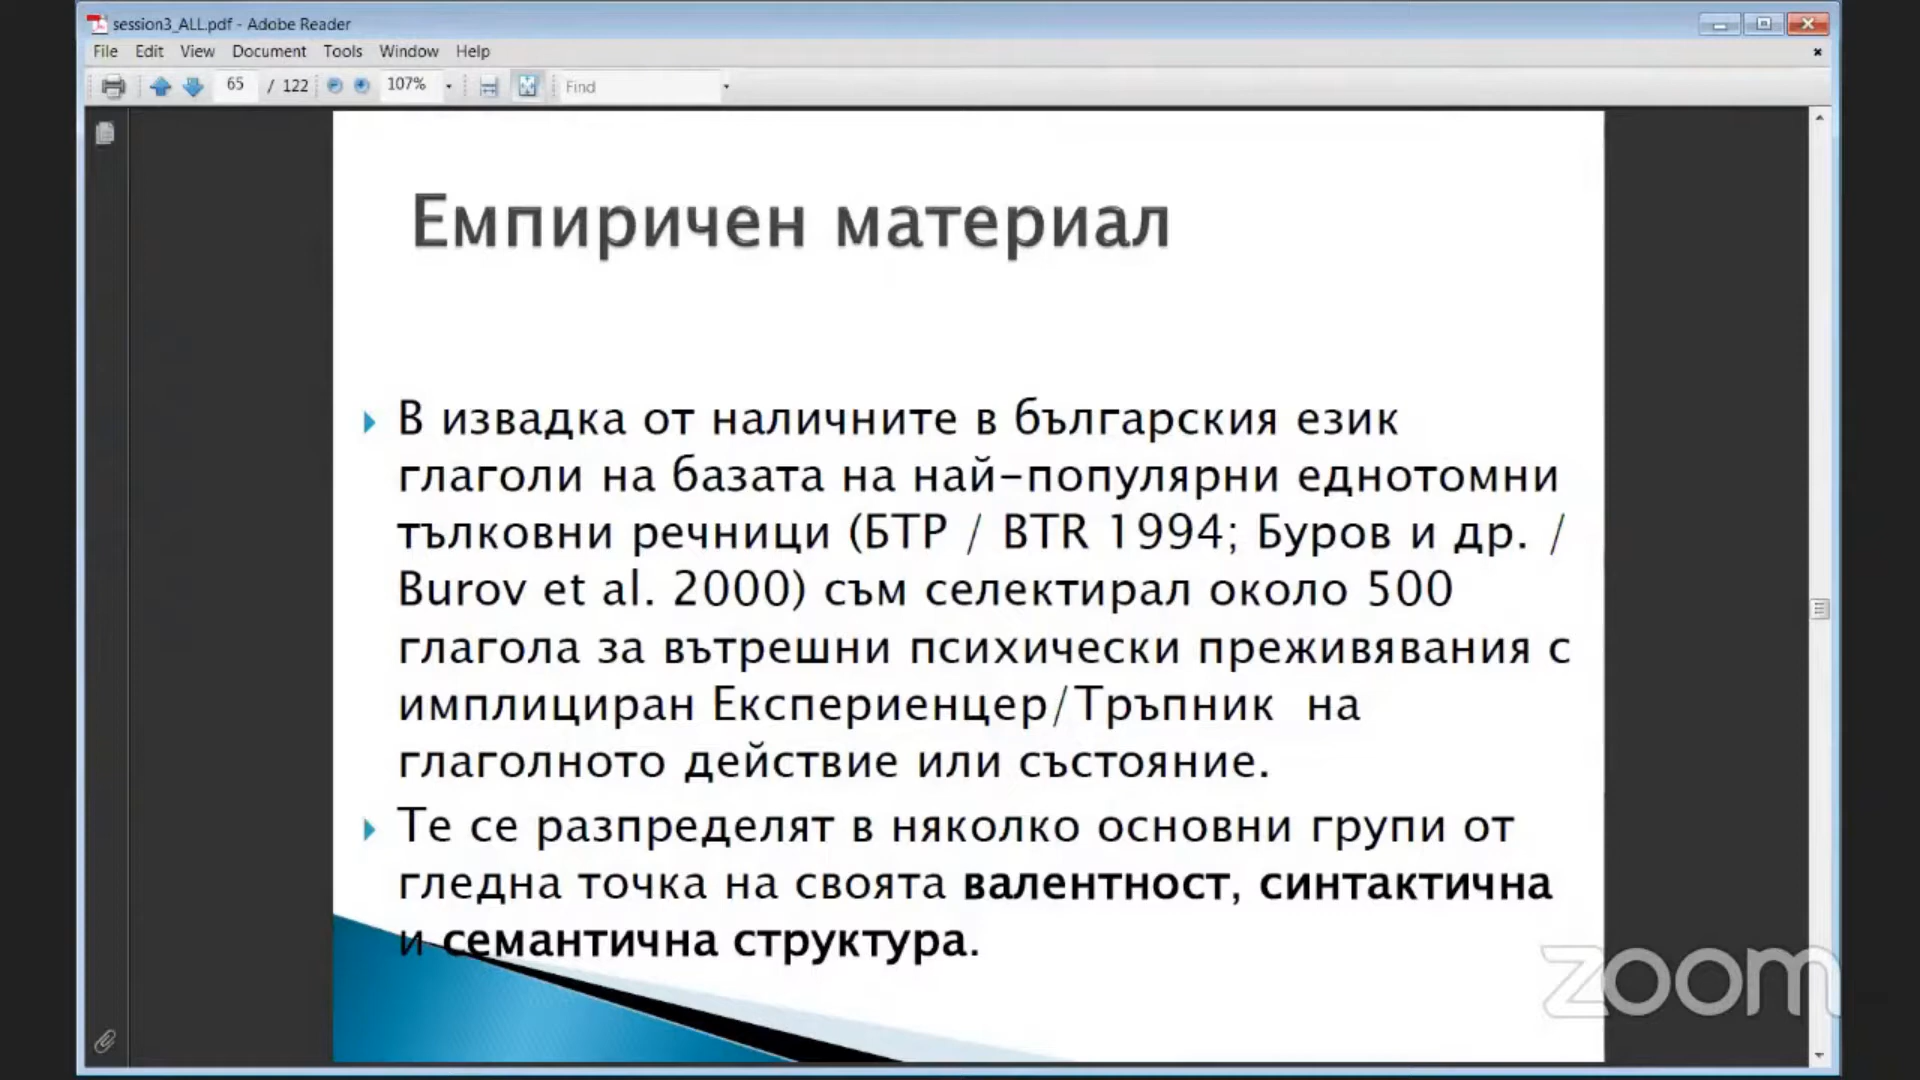 session3_ALL.pdf - Adobe Reader
File Edit View Document Tools Window Help
65 / 122 107% Find
Емпиричен материал
В извадка от наличните в българския език
глаголи на базата на най-популярни еднотомни
тълковни речници (БТР / BTR 1994; Буров и др. /
Burov et al. 2000) съм селектирал около 500
глагола за вътрешни психически преживявания с
имплициран Експериенцер/Тръпник на
глаголното действие или състояние.
Те се разпределят в няколко основни групи от
гледна точка на своята валентност, синтактична
и семантична структура.
zoom